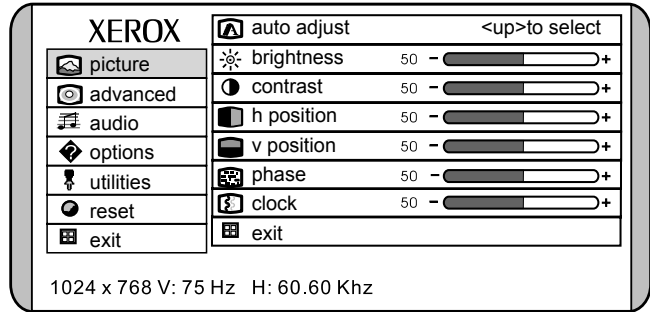 XEROX
picture
advanced
audio
options
utilities
reset
exit
auto adjust <up>to select
brightness 50 - +
contrast 50 - +
h position 50 - +
v position 50 - +
phase 50 - +
clock 50 - +
exit
1024 x 768 V: 75 Hz H: 60.60 Khz